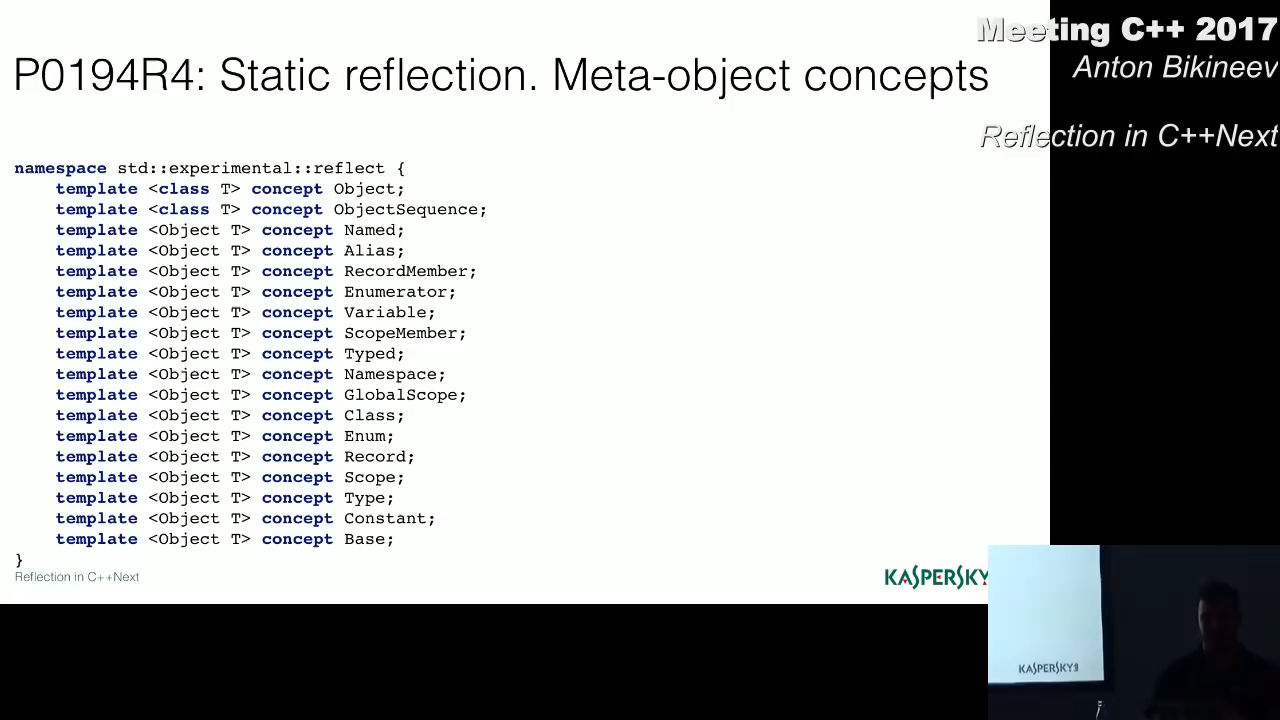 Meeting C++ 2017
Anton Bikineev
Reflection in C++Next
P0194R4: Static reflection. Meta-object concepts
namespace std::experimental::reflect {
template <class T> concept Object;
template <class T> concept ObjectSequence;
template <Object T> concept Named;
template <Object T> concept Alias;
template <Object T> concept RecordMember;
template <Object T> concept Enumerator;
template <Object T> concept Variable;
template <Object T> concept ScopeMember;
template <Object T> concept Typed;
template <Object T> concept Namespace;
template <Object T> concept GlobalScope;
template <Object T> concept Class;
template <Object T> concept Enum;
template <Object T> concept Record;
template <Object T> concept Scope;
template <Object T> concept Type;
template <Object T> concept Constant;
template <Object T> concept Base;
}
Reflection in C++Next
KASPERSKY
KASPERSKY